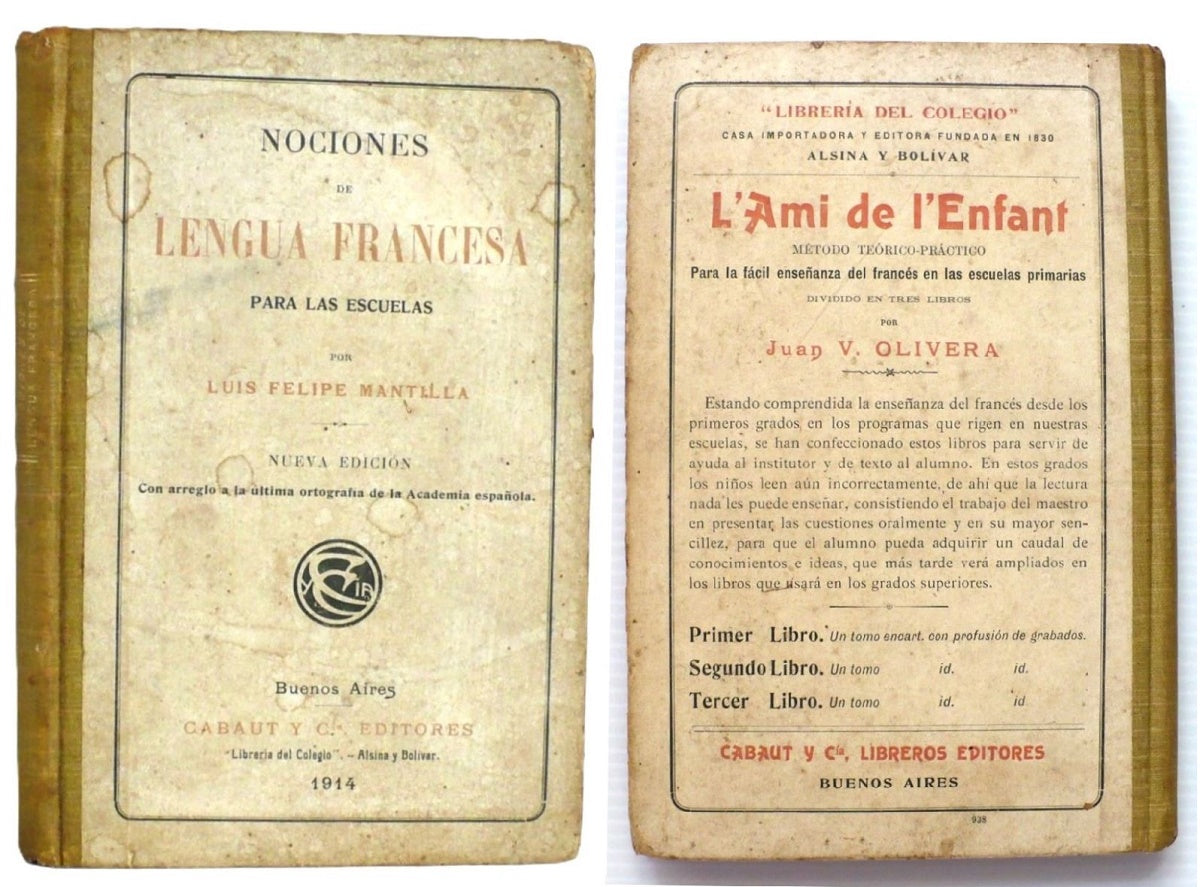 NOCIONES
DE
LENGUA FRANCESA
PARA LAS ESCUELAS
POR
LUIS FELIPE MANTILLA
NUEVA EDICIÓN
Con arreglo a la última ortografía de la Academia española.
Buenos Aires
CABAUT Y C.ía, EDITORES
"Librería del Colegio". - Alsina y Bolívar.
1914
"LIBRERÍA DEL COLEGIO"
CASA IMPORTADORA Y EDITORA FUNDADA EN 1830
ALSINA Y BOLÍVAR
L'Ami de l'Enfant
MÉTODO TEÓRICO-PRÁCTICO
Para la fácil enseñanza del francés en las escuelas primarias
DIVIDIDO EN TRES LIBROS
POR
Juan V. OLIVERA
Estando comprendida la enseñanza del francés desde los
primeros grados en los programas que rigen en nuestras
escuelas, se han confeccionado estos libros para servir de
ayuda al institutor y de texto al alumno. En estos grados
los niños leen aún incorrectamente, de ahí que la lectura
nada les puede enseñar, consistiendo el trabajo del maestro
en presentar las cuestiones oralmente y en su mayor sen-
cillez, para que el alumno pueda adquirir un caudal de
conocimientos e ideas, que más tarde verá ampliados en
los libros que usará en los grados superiores.
Primer Libro. Un tomo encart. con profusión de grabados.
Segundo Libro. Un tomo id. id.
Tercer Libro. Un tomo id. id
CABAUT Y Cía, LIBREROS EDITORES
BUENOS AIRES
938